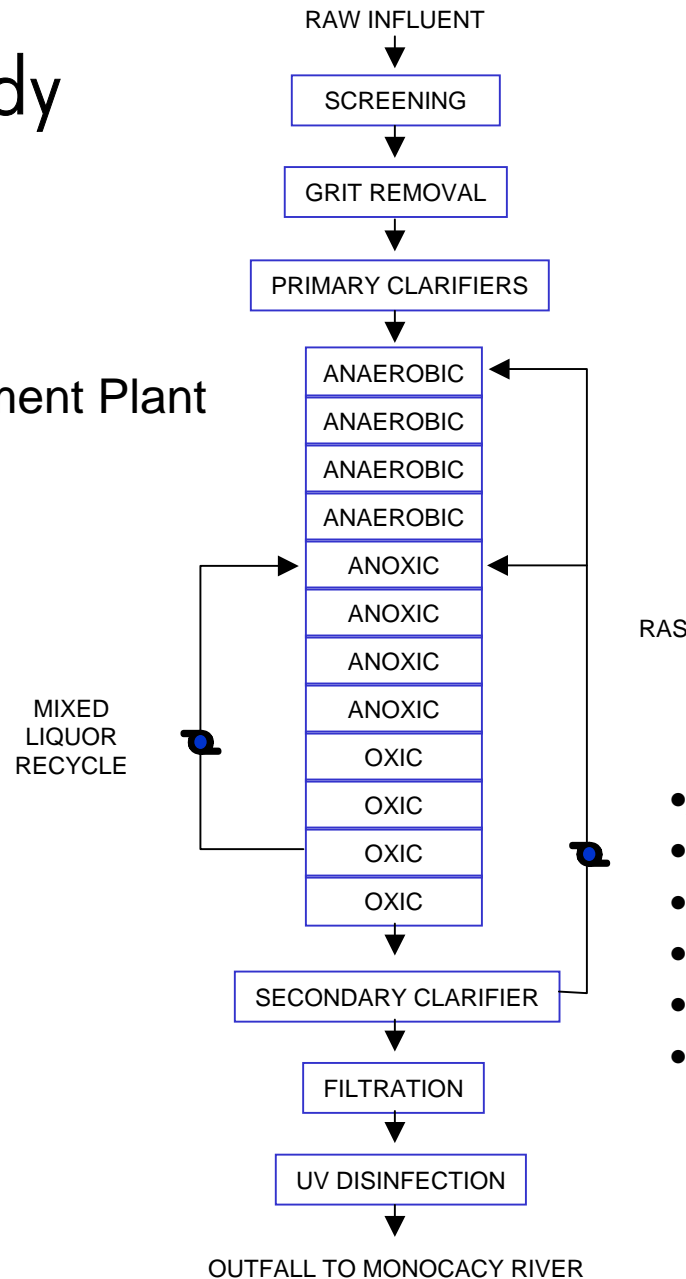 RAW INFLUENT
SCREENING
GRIT REMOVAL
PRIMARY CLARIFIERS
ANAEROBIC
ment Plant
ANAEROBIC
ANAEROBIC
ANAEROBIC
ANOXIC
ANOXIC
RAS
ANOXIC
ANOXIC
MIXED
LIQUOR
RECYCLE
OXIC
OXIC
OXIC
OXIC
SECONDARY CLARIFIER
FILTRATION
UV DISINFECTION
OUTFALL TO MONOCACY RIVER